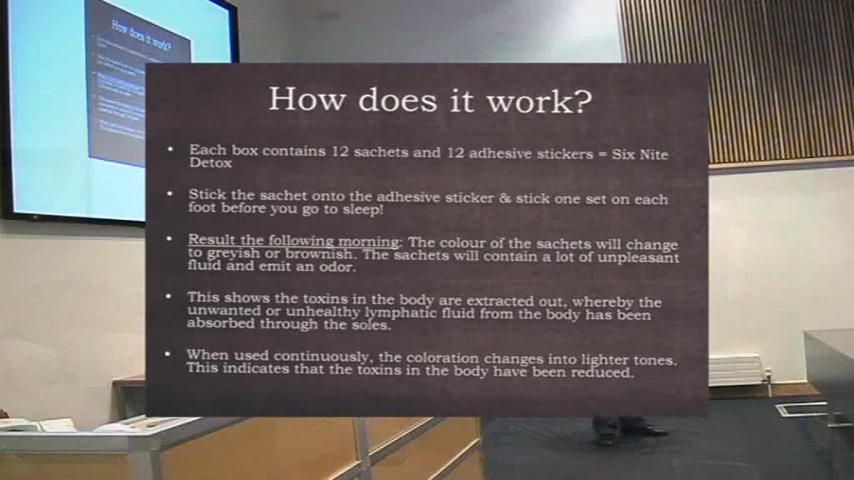 How does it work?
• Each box contains 12 sachets and 12 adhesive stickers = Six Nite
Detox
• Stick the sachet onto the adhesive sticker & stick one set on each
foot before you go to sleep!
• Result the following morning: The colour of the sachets will change
to greyish or brownish. The sachets will contain a lot of unpleasant
fluid and emit an odor.
• This shows the toxins in the body are extracted out, whereby the
unwanted or unhealthy lymphatic fluid from the body has been
absorbed through the soles.
• When used continuously, the coloration changes into lighter tones.
This indicates that the toxins in the body have been reduced.
How does it work?